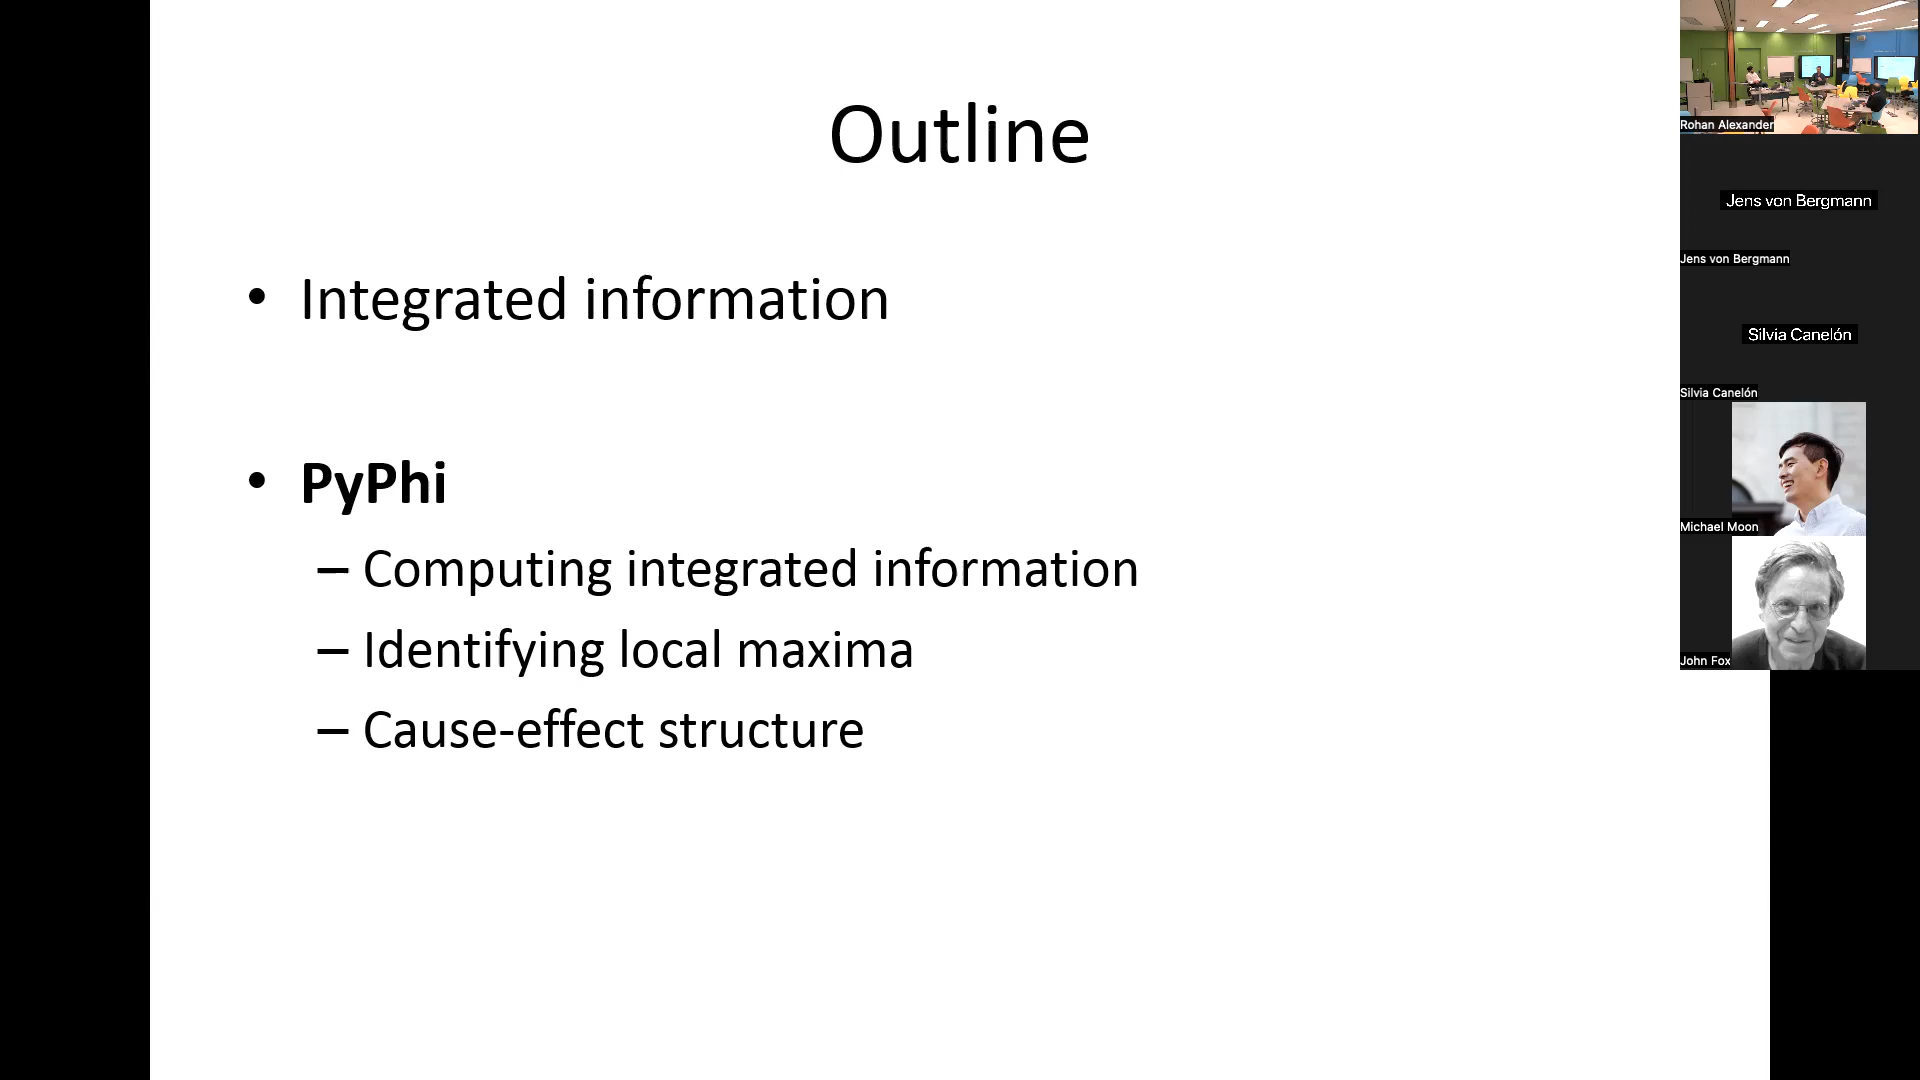 Outline
• Integrated information
• PyPhi
– Computing integrated information
– Identifying local maxima
– Cause-effect structure
Rohan Alexander
Jens von Bergmann
Jens von Bergmann
Silvia Canelón
Silvia Canelón
Michael Moon
John Fox